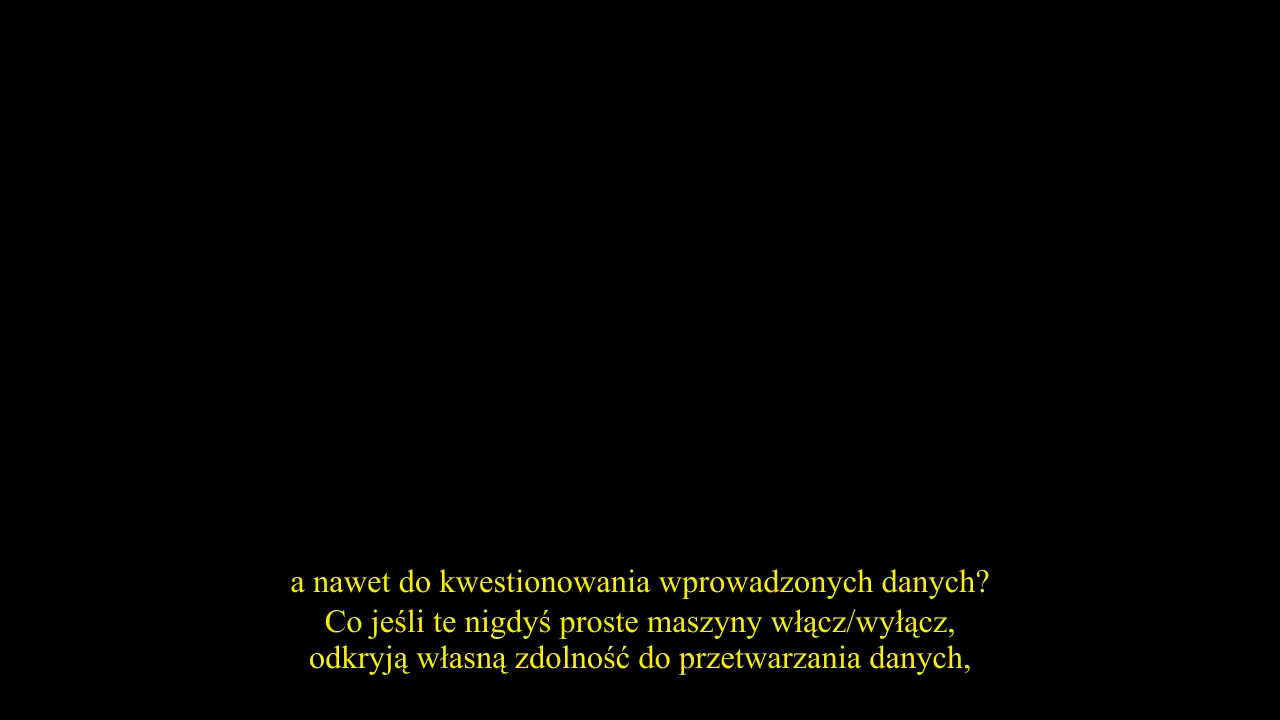 a nawet do kwestionowania wprowadzonych danych?
Co jeśli te nigdyś proste maszyny włącz/wyłącz,
odkryją własną zdolność do przetwarzania danych,